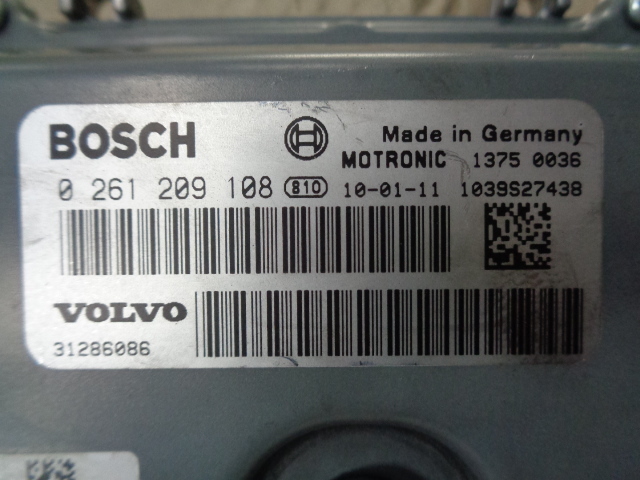 BOSCH
Made in Germany
MOTRONIC 1375 0036
0 261 209 108 810 10-01-11 1039S27438
VOLVO
31286086